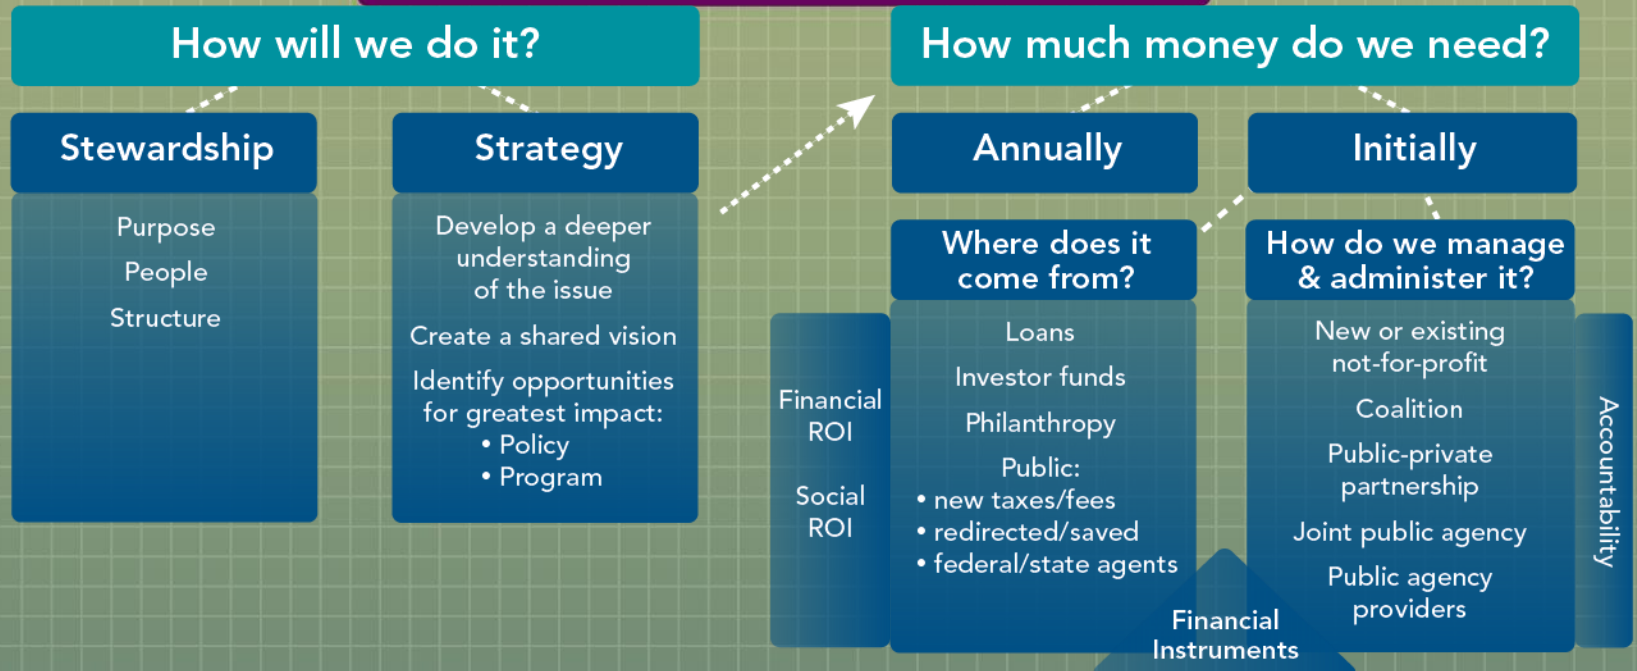 How will we do it?
Stewardship
Purpose
People
Structure
Strategy
Develop a deeper
understanding
of the issue
Create a shared vision
Identify opportunities
for greatest impact:
• Policy
• Program
How much money do we need?
Annually
Initially
Where does it
come from?
Financial
ROI
Social
ROI
Loans
Investor funds
Philanthropy
Public:
• new taxes/fees
• redirected/saved
• federal/state agents
How do we manage
& administer it?
New or existing
not-for-profit
Coalition
Public-private
partnership
Joint public agency
Public agency
providers
Accountability
Financial
Instruments